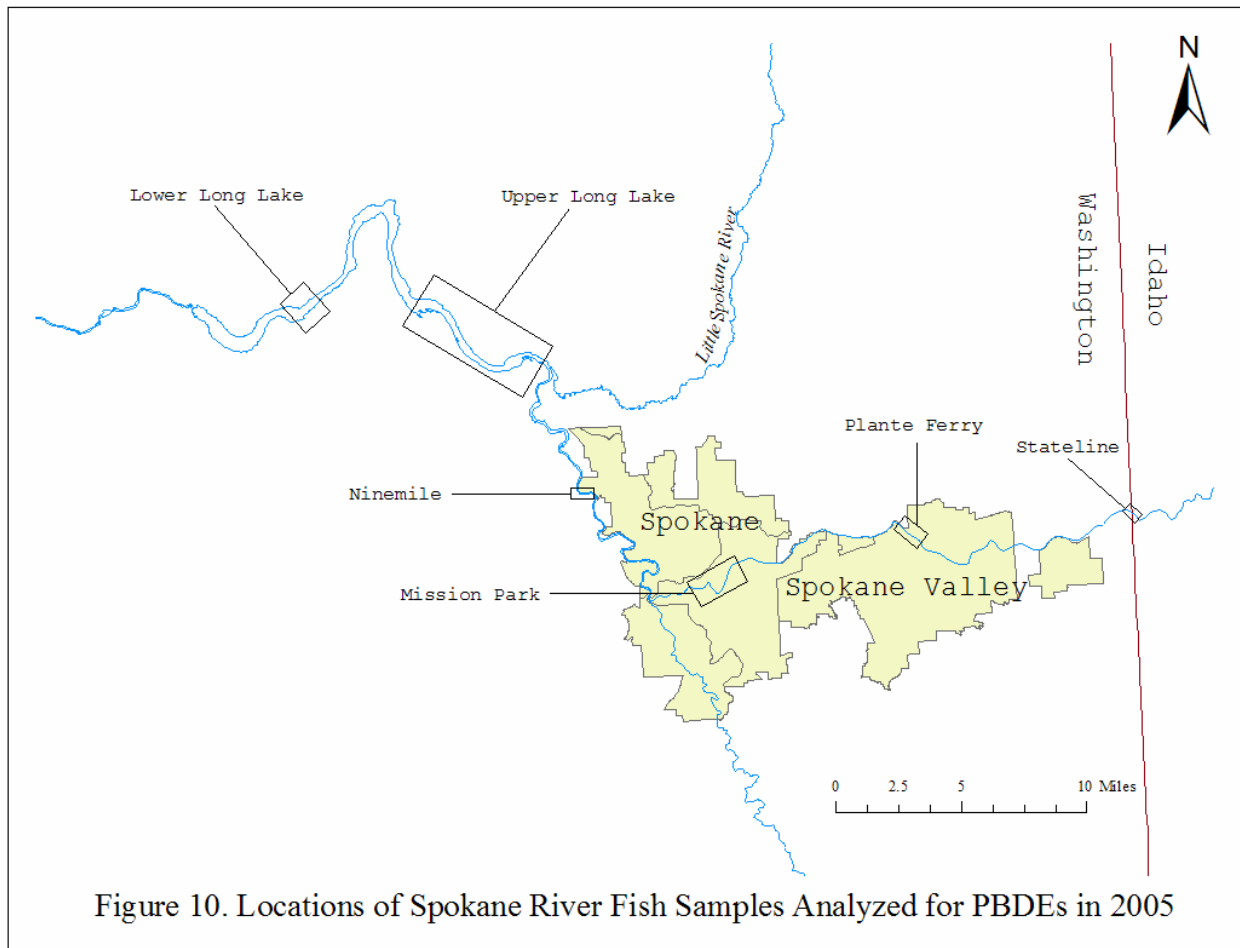 N
Lower Long Lake
Upper Long Lake
Little Spokane River
Washington
Idaho
Plante Ferry
Stateline
Ninemile
Spokane
Mission Park
Spokane Valley
0 2.5 5 10 Miles
Figure 10. Locations of Spokane River Fish Samples Analyzed for PBDEs in 2005